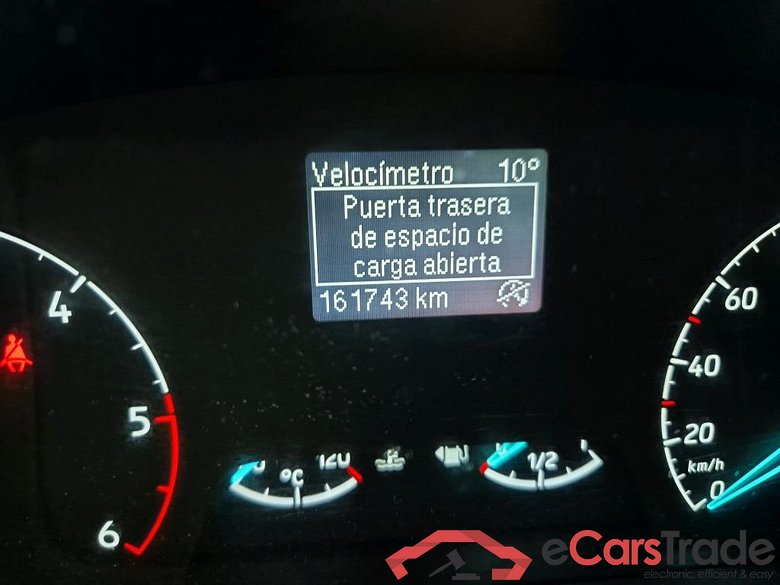 Velocímetro 10°
Puerta trasera
de espacio de
carga abierta
161743 km
4
5
6
°C
120
1/2
60
40
20
km/h
0
eCarsTrade
electronic, efficient & easy